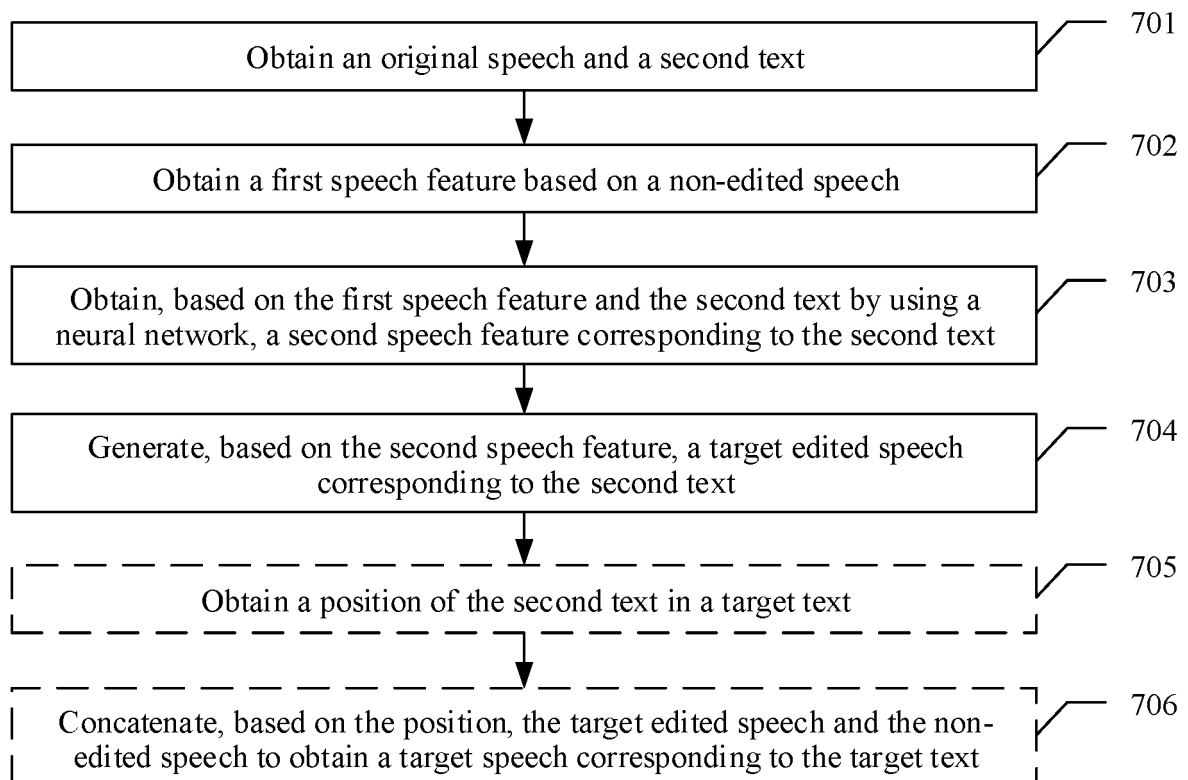 701
Obtain an original speech and a second text
702
Obtain a first speech feature based on a non-edited speech
703
Obtain, based on the first speech feature and the second text by using a
neural network, a second speech feature corresponding to the second text
704
Generate, based on the second speech feature, a target edited speech
corresponding to the second text
705
Obtain a position of the second text in a target text
706
Concatenate, based on the position, the target edited speech and the non-
edited speech to obtain a target speech corresponding to the target text